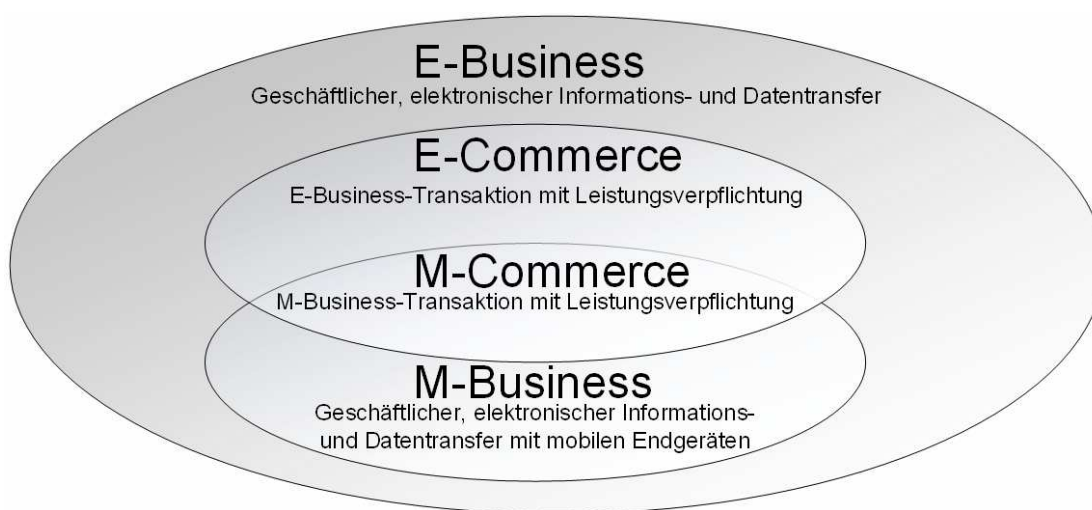 E-Business
Geschäftlicher, elektronischer Informations- und Datentransfer
E-Commerce
E-Business-Transaktion mit Leistungsverpflichtung
M-Commerce
M-Business-Transaktion mit Leistungsverpflichtung
M-Business
Geschäftlicher, elektronischer Informations-
und Datentransfer mit mobilen Endgeräten